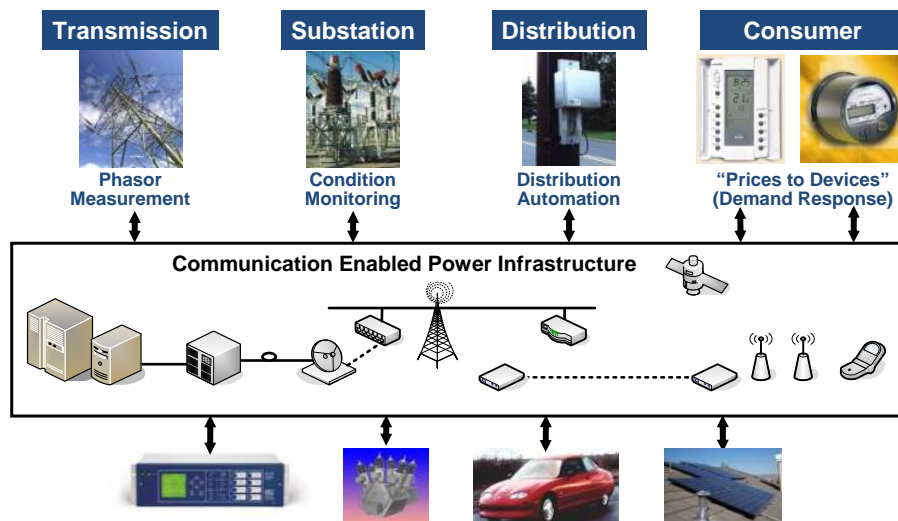 Transmission
Substation
Distribution
Consumer
Phasor
Measurement
Condition
Monitoring
Distribution
Automation
“Prices to Devices”
(Demand Response)
Communication Enabled Power Infrastructure